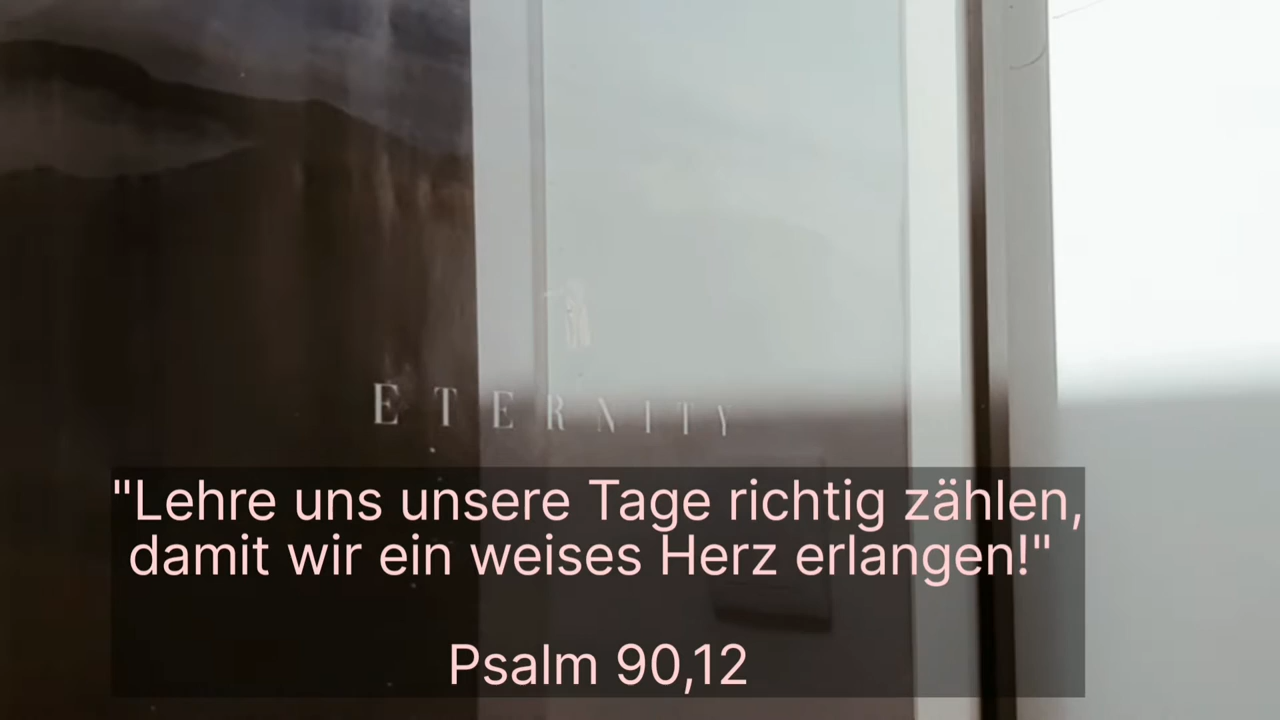 ETERNITY
"Lehre uns unsere Tage richtig zählen,
damit wir ein weises Herz erlangen!"
Psalm 90,12